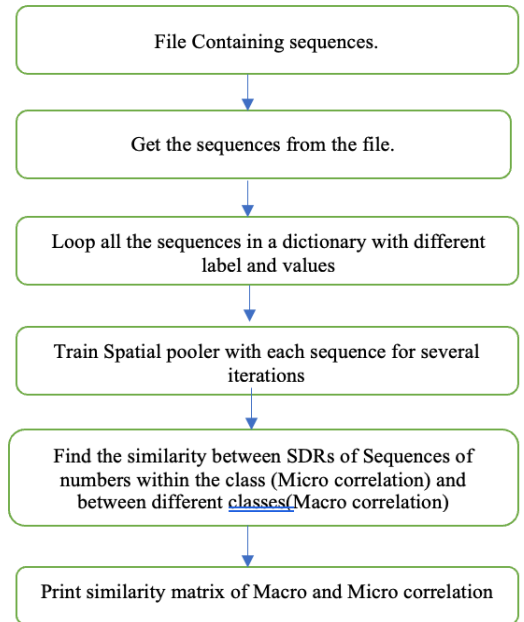 File Containing sequences.
Get the sequences from the file.
Loop all the sequences in a dictionary with different
label and values
Train Spatial pooler with each sequence for several
iterations
Find the similarity between SDRs of Sequences of
numbers within the class (Micro correlation) and
between different classes(Macro correlation)
Print similarity matrix of Macro and Micro correlation